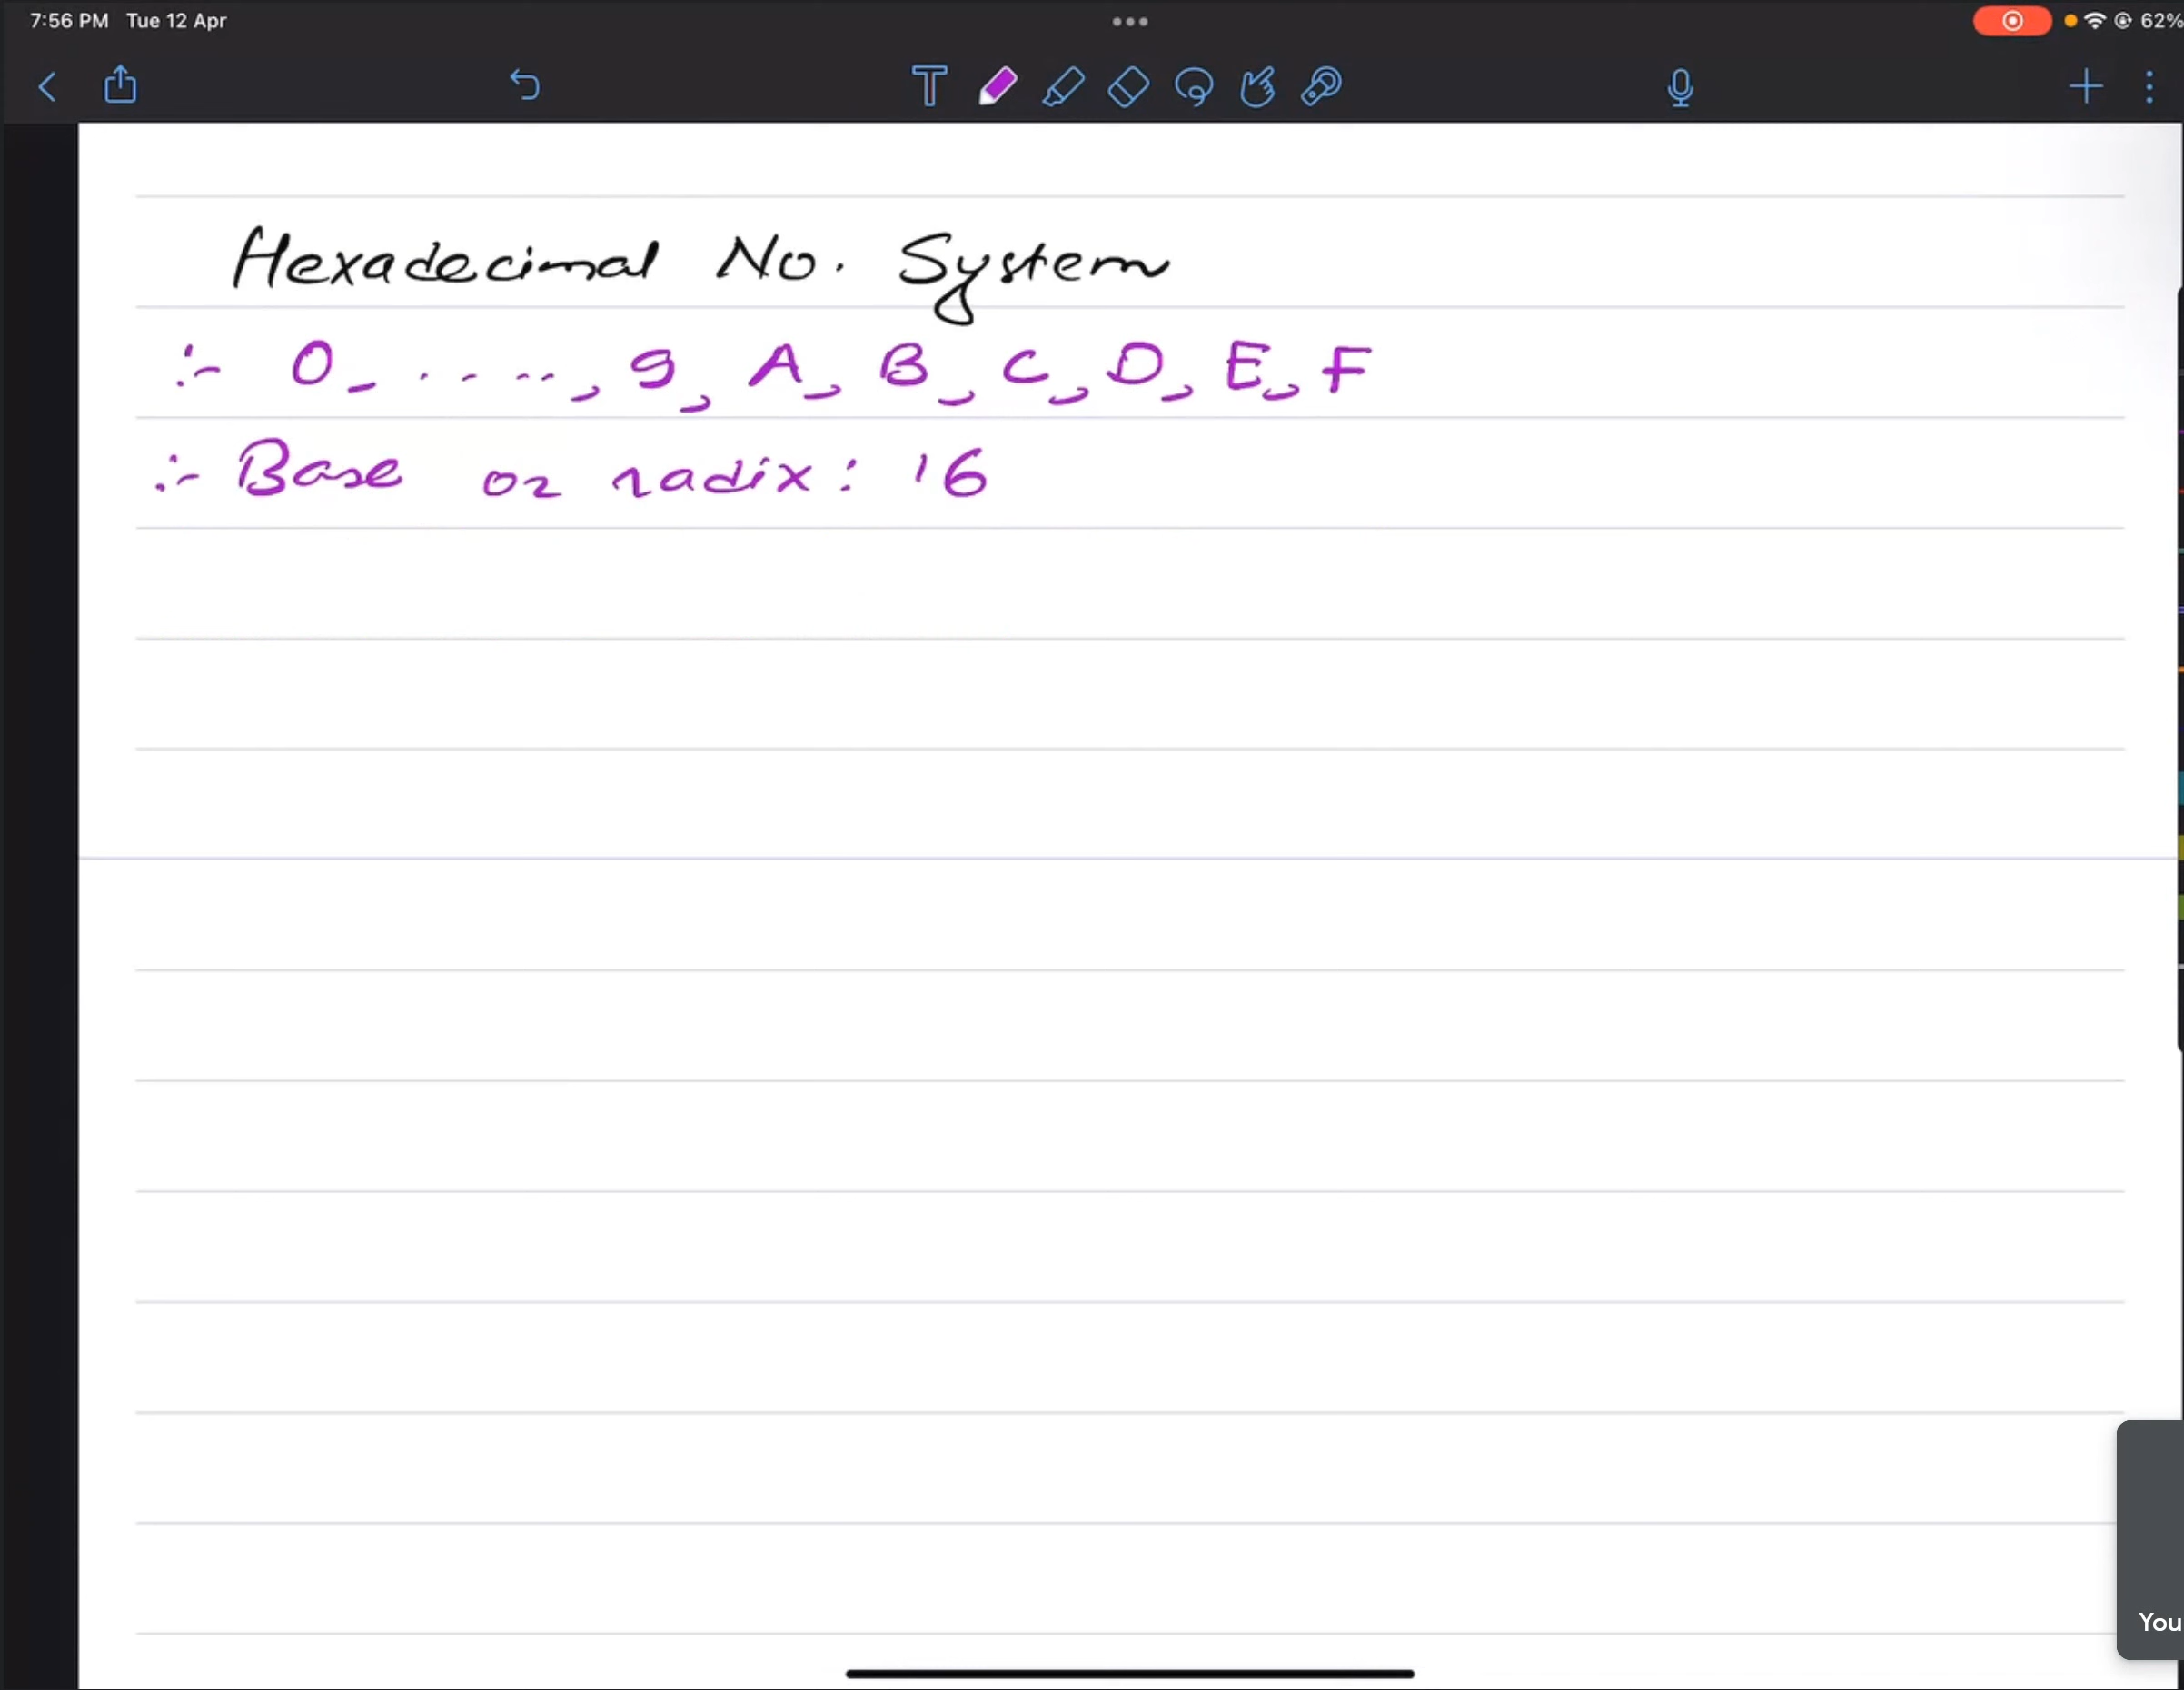 7:56 PM Tue 12 Apr 62%
Hexadecimal No. System
:- 0, . - . . . , 9, A, B, C, D, E, F
:- Base or radix : 16
You